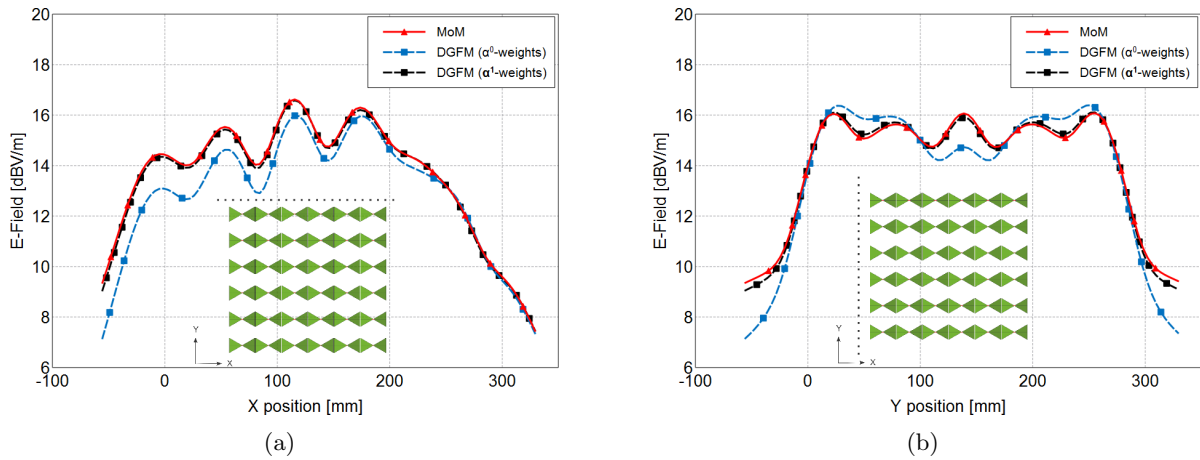 20
18
16
14
12
10
8
6
E-Field [dBV/m]
-100
0
100
200
300
X position [mm]
MoM
DGFM (α⁰-weights)
DGFM (α¹-weights)
Y
X
(a)
20
18
16
14
12
10
8
6
E-Field [dBV/m]
-100
0
100
200
300
Y position [mm]
MoM
DGFM (α⁰-weights)
DGFM (α¹-weights)
Y
X
(b)